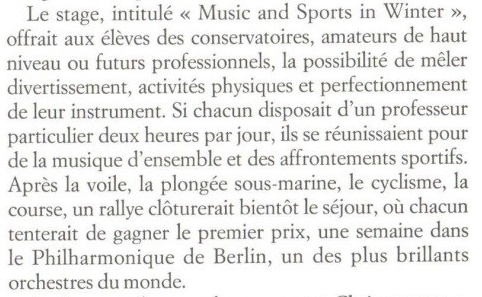 Le stage, intitulé « Music and Sports in Winter »,
offrait aux élèves des conservatoires, amateurs de haut
niveau ou futurs professionnels, la possibilité de mêler
divertissement, activités physiques et perfectionnement
de leur instrument. Si chacun disposait d'un professeur
particulier deux heures par jour, ils se réunissaient pour
de la musique d'ensemble et des affrontements sportifs.
Après la voile, la plongée sous-marine, le cyclisme, la
course, un rallye clôturerait bientôt le séjour, où chacun
tenterait de gagner le premier prix, une semaine dans
le Philharmonique de Berlin, un des plus brillants
orchestres du monde.